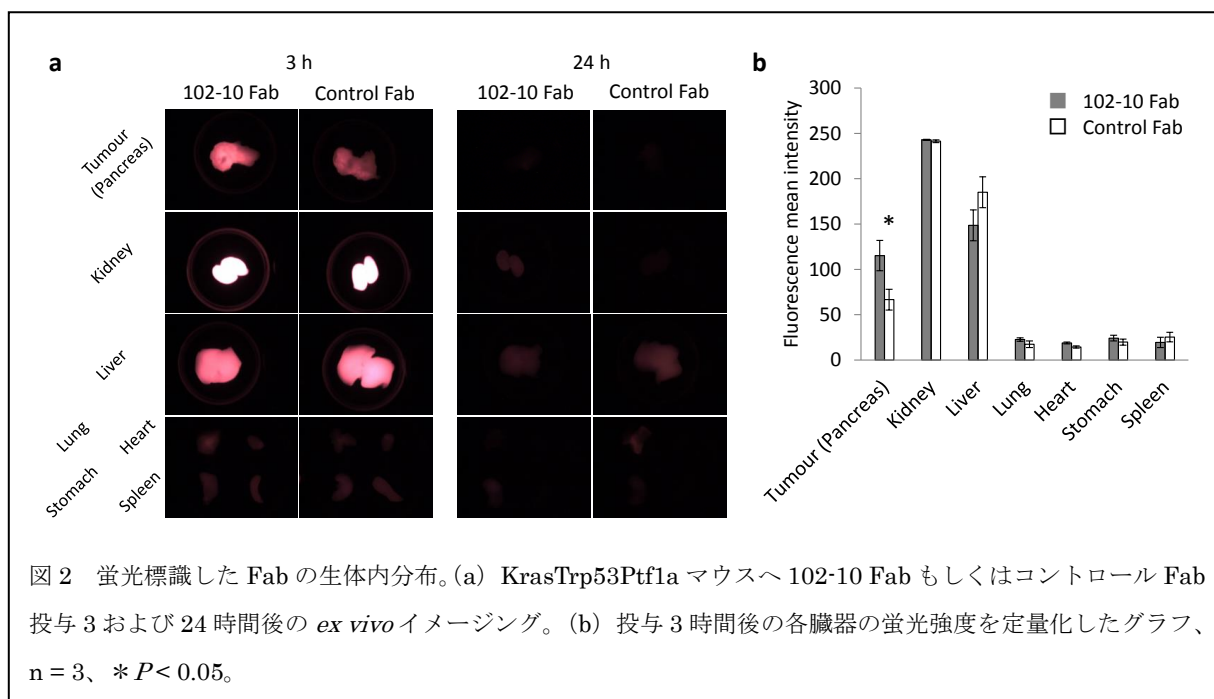 a
3 h
24 h
102-10 Fab
Control Fab
102-10 Fab
Control Fab
Tumour
(Pancreas)
Kidney
Liver
Lung
Heart
Stomach
Spleen
b
300
250
200
150
100
50
0
Fluorescence mean intensity
102-10 Fab
Control Fab
*
Tumour (Pancreas)
Kidney
Liver
Lung
Heart
Stomach
Spleen
図 2 蛍光標識した Fab の生体内分布。(a) KrasTrp53Ptf1a マウスへ 102-10 Fab もしくはコントロール Fab
投与 3 および 24 時間後の ex vivo イメージング。(b) 投与 3 時間後の各臓器の蛍光強度を定量化したグラフ、
n = 3、* P < 0.05。